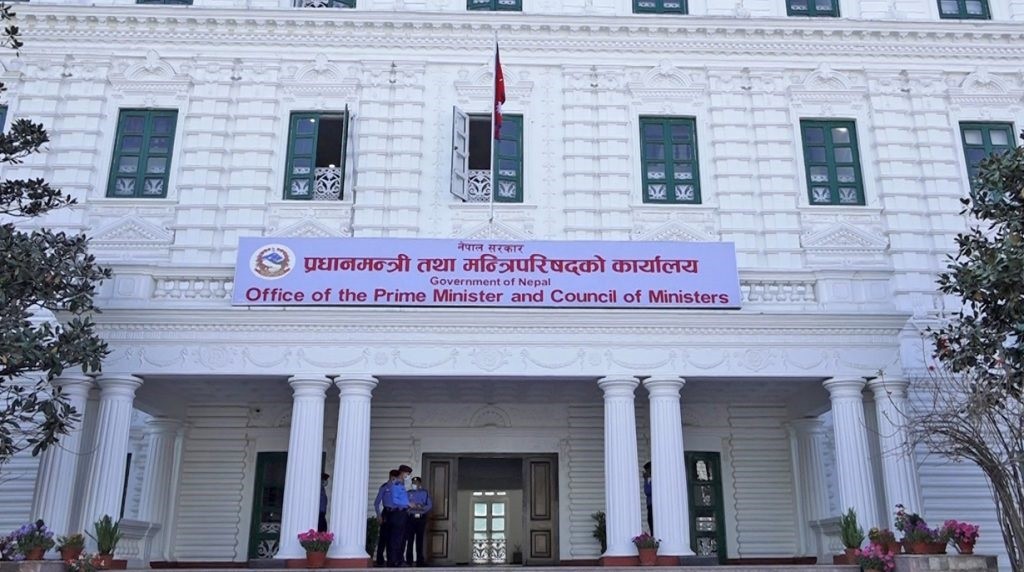 नेपाल सरकार
प्रधानमन्त्री तथा मन्त्रिपरिषद्को कार्यालय
Government of Nepal
Office of the Prime Minister and Council of Ministers